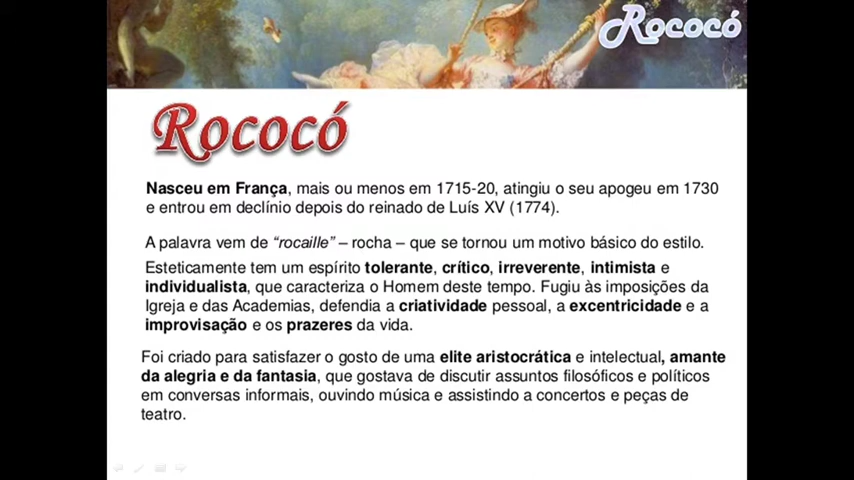 Rococó
Rococó
Nasceu em França, mais ou menos em 1715-20, atingiu o seu apogeu em 1730
e entrou em declínio depois do reinado de Luís XV (1774).
A palavra vem de “rocaille” – rocha – que se tornou um motivo básico do estilo.
Esteticamente tem um espírito tolerante, crítico, irreverente, intimista e
individualista, que caracteriza o Homem deste tempo. Fugiu às imposições da
Igreja e das Academias, defendia a criatividade pessoal, a excentricidade e a
improvisação e os prazeres da vida.
Foi criado para satisfazer o gosto de uma elite aristocrática e intelectual, amante
da alegria e da fantasia, que gostava de discutir assuntos filosóficos e políticos
em conversas informais, ouvindo música e assistindo a concertos e peças de
teatro.